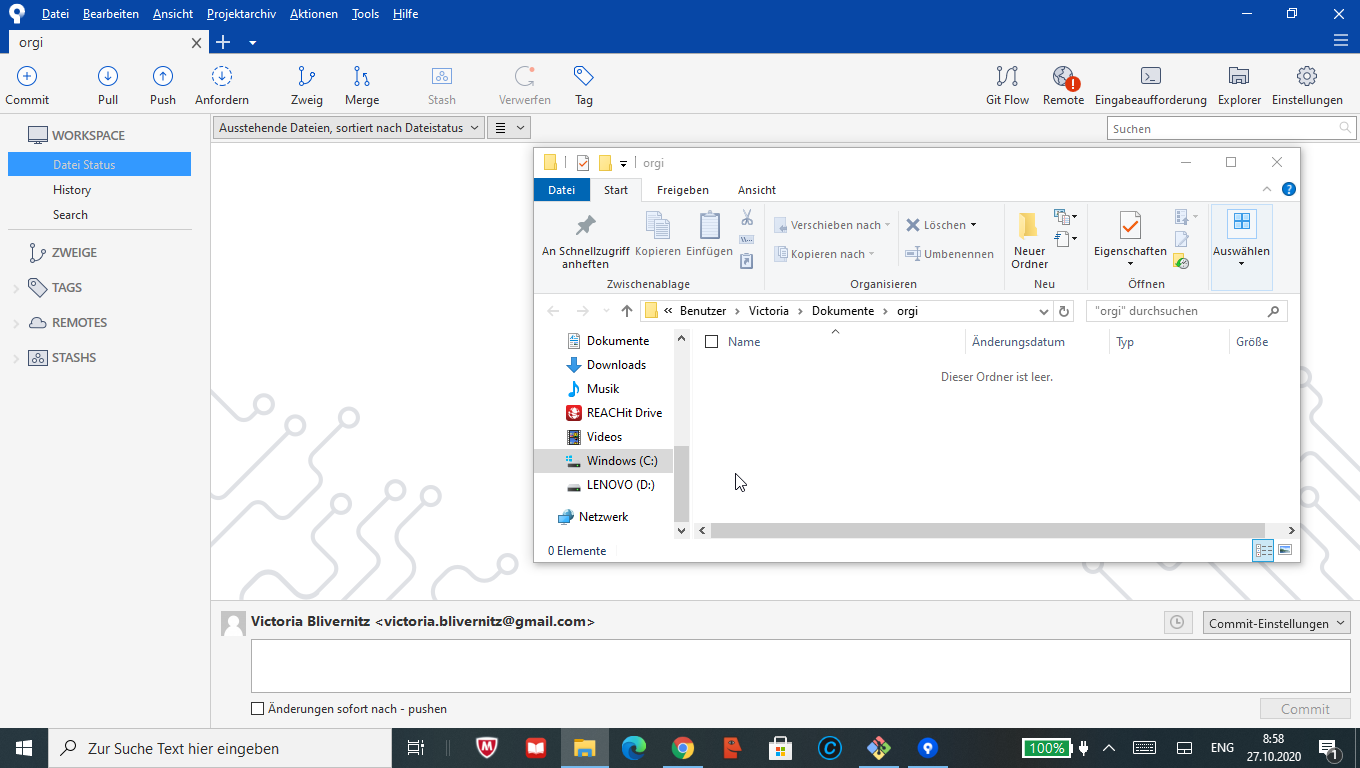 Datei Bearbeiten Ansicht Projektarchiv Aktionen Tools Hilfe
orgi
Commit Pull Push Anfordern Zweig Merge Stash Verwerfen Tag Git Flow Remote Eingabeaufforderung Explorer Einstellungen
WORKSPACE
Datei Status
History
Search
ZWEIGE
TAGS
REMOTES
STASHS
Ausstehende Dateien, sortiert nach Dateistatus
Suchen
orgi
Datei Start Freigeben Ansicht
An Schnellzugriff anheften
Kopieren
Einfügen
Zwischenablage
Verschieben nach
Kopieren nach
Löschen
Umbenennen
Organisieren
Neuer Ordner
Neu
Eigenschaften
Öffnen
Auswählen
« Benutzer > Victoria > Dokumente > orgi
"orgi" durchsuchen
Dokumente
Downloads
Musik
REACHit Drive
Videos
Windows (C:)
LENOVO (D:)
Netzwerk
Name Änderungsdatum Typ Größe
Dieser Ordner ist leer.
0 Elemente
Victoria Blivernitz <victoria.blivernitz@gmail.com>
Commit-Einstellungen
Änderungen sofort nach - pushen
Commit
Zur Suche Text hier eingeben
100%
ENG
8:58
27.10.2020
1